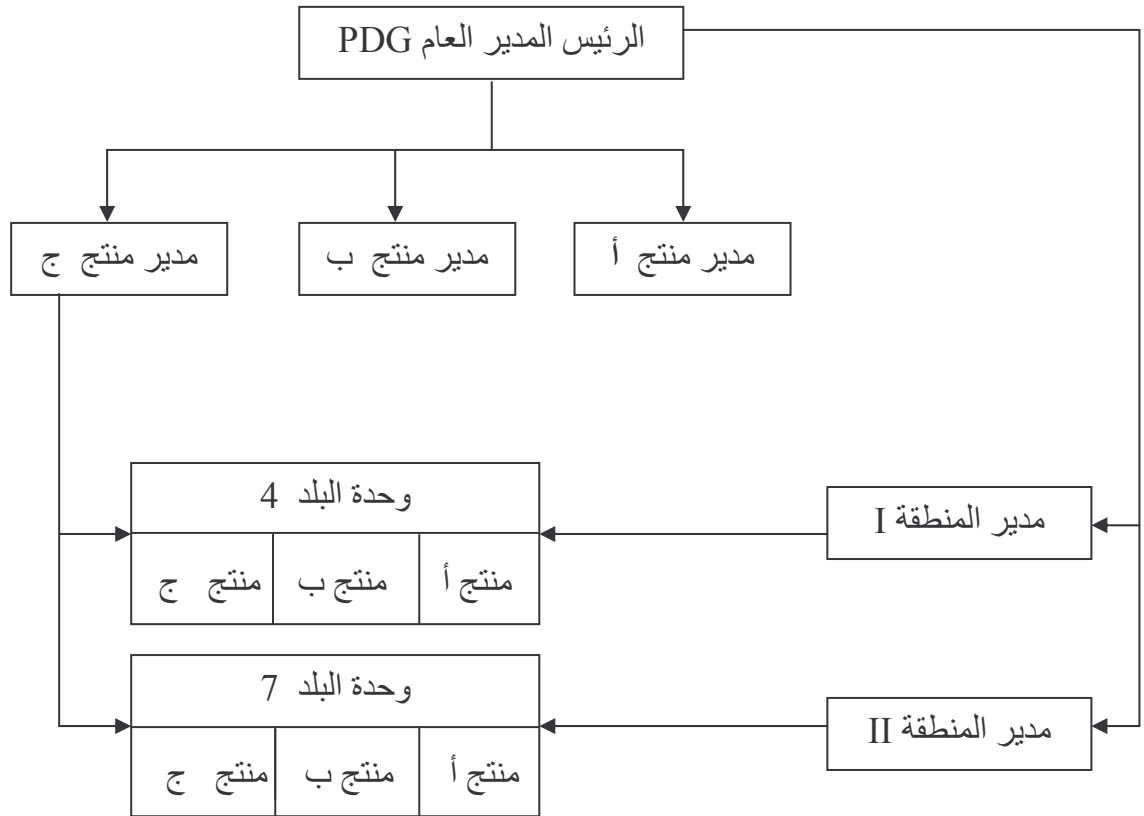 الرئيس المدير العام PDG
مدير منتج أ
مدير منتج ب
مدير منتج ج
مدير المنطقة I
وحدة البلد 4
منتج أ
منتج ب
منتج ج
مدير المنطقة II
وحدة البلد 7
منتج أ
منتج ب
منتج ج